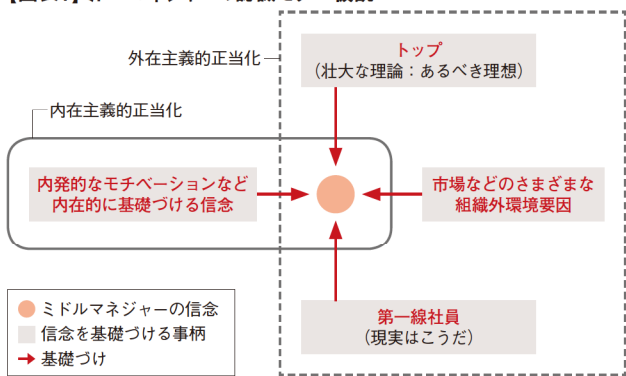 外在主義的正当化
トップ
（壮大な理論：あるべき理想）
内在主義的正当化
内発的なモチベーションなど
内在的に基礎づける信念
市場などのさまざまな
組織外環境要因
第一線社員
（現実はこうだ）
ミドルマネジャーの信念
信念を基礎づける事柄
基礎づけ